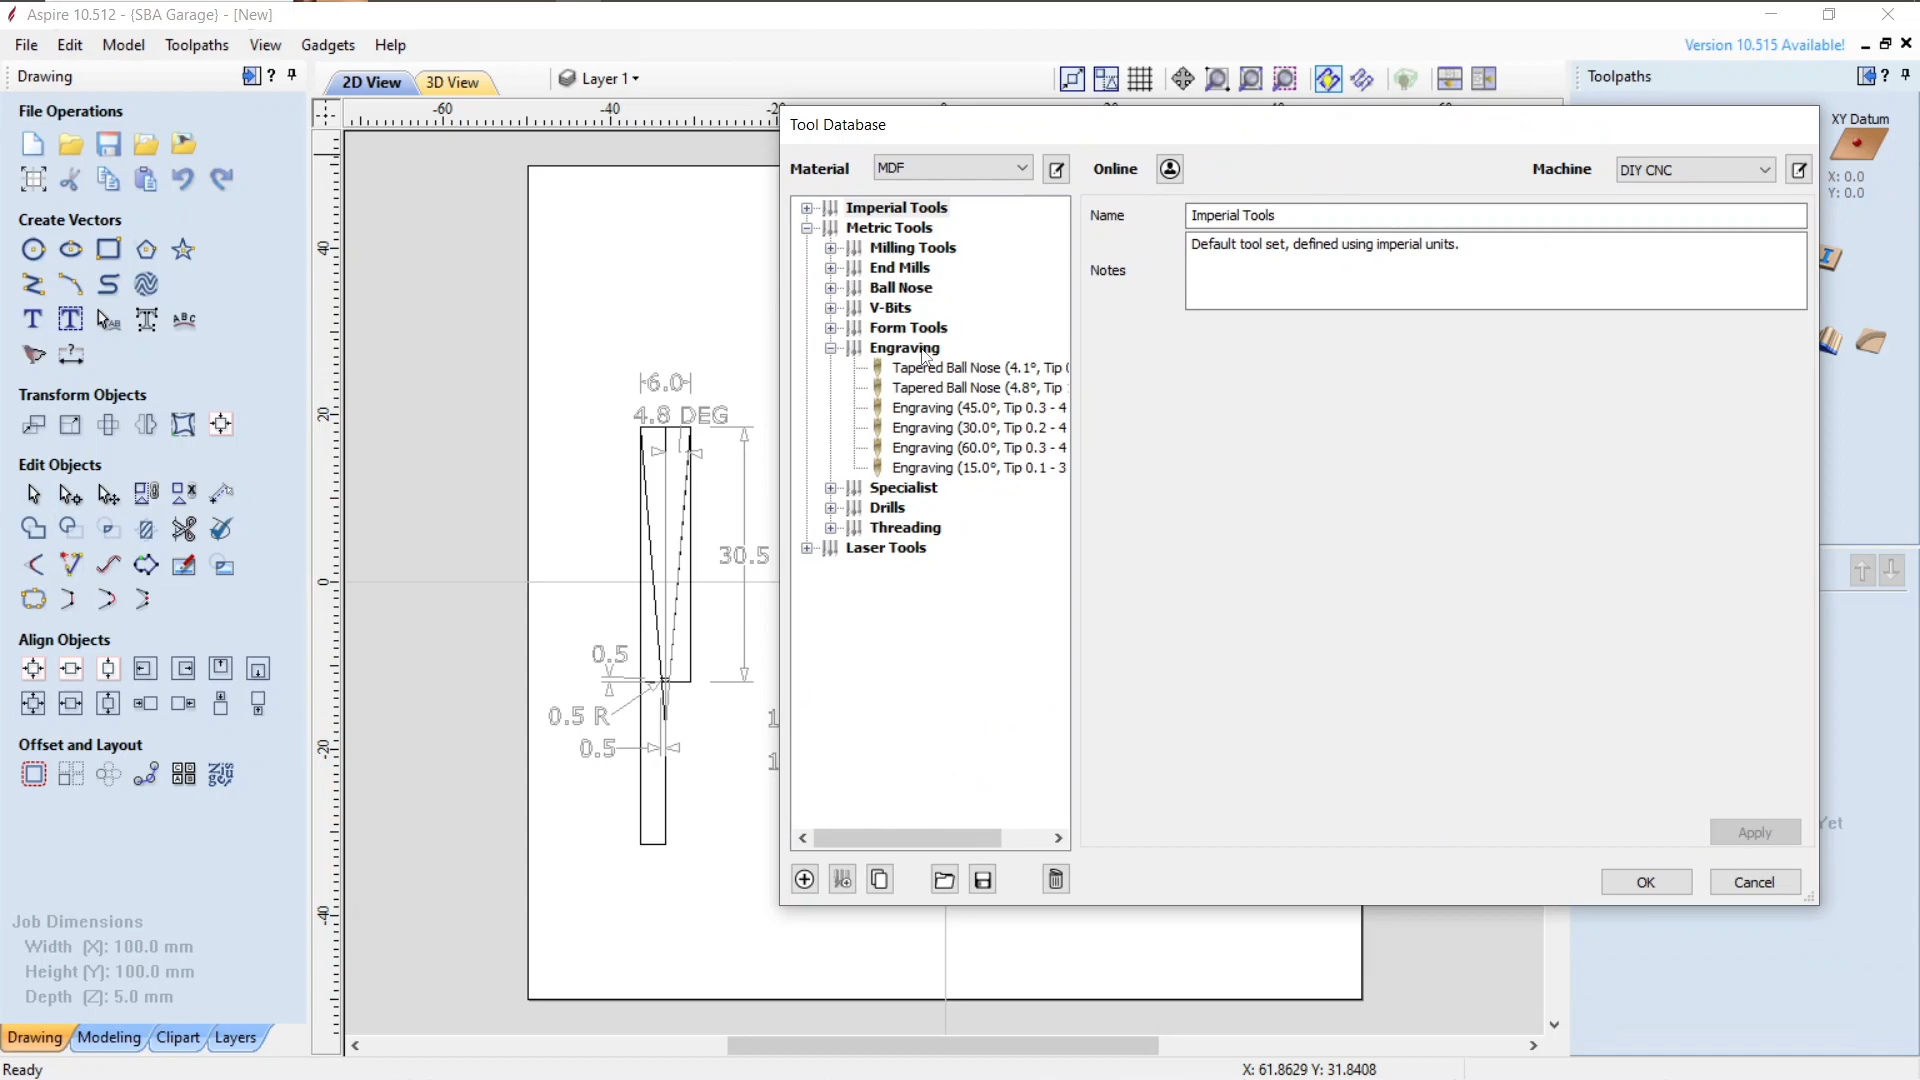 Aspire 10.512 - {SBA Garage} - [New]
File Edit Model Toolpaths View Gadgets Help
Version 10.515 Available!
Drawing
2D View
3D View
Layer 1
Toolpaths
File Operations
Create Vectors
Transform Objects
Edit Objects
Align Objects
Offset and Layout
Job Dimensions
Width [X]: 100.0 mm
Height [Y]: 100.0 mm
Depth [Z]: 5.0 mm
Drawing Modeling Clipart Layers
Ready
-60 -40
40
20
0
-20
-40
6.0
4.8 DEG
30.5
0.5
0.5 R
0.5
Tool Database
Material MDF Online Machine DIY CNC
Imperial Tools
Metric Tools
Milling Tools
End Mills
Ball Nose
V-Bits
Form Tools
Engraving
Tapered Ball Nose (4.1°, Tip
Tapered Ball Nose (4.8°, Tip
Engraving (45.0°, Tip 0.3 - 4
Engraving (30.0°, Tip 0.2 - 4
Engraving (60.0°, Tip 0.3 - 4
Engraving (15.0°, Tip 0.1 - 3
Specialist
Drills
Threading
Laser Tools
Name Imperial Tools
Notes Default tool set, defined using imperial units.
Apply
OK Cancel
XY Datum
X: 0.0
Y: 0.0
X: 61.8629 Y: 31.8408